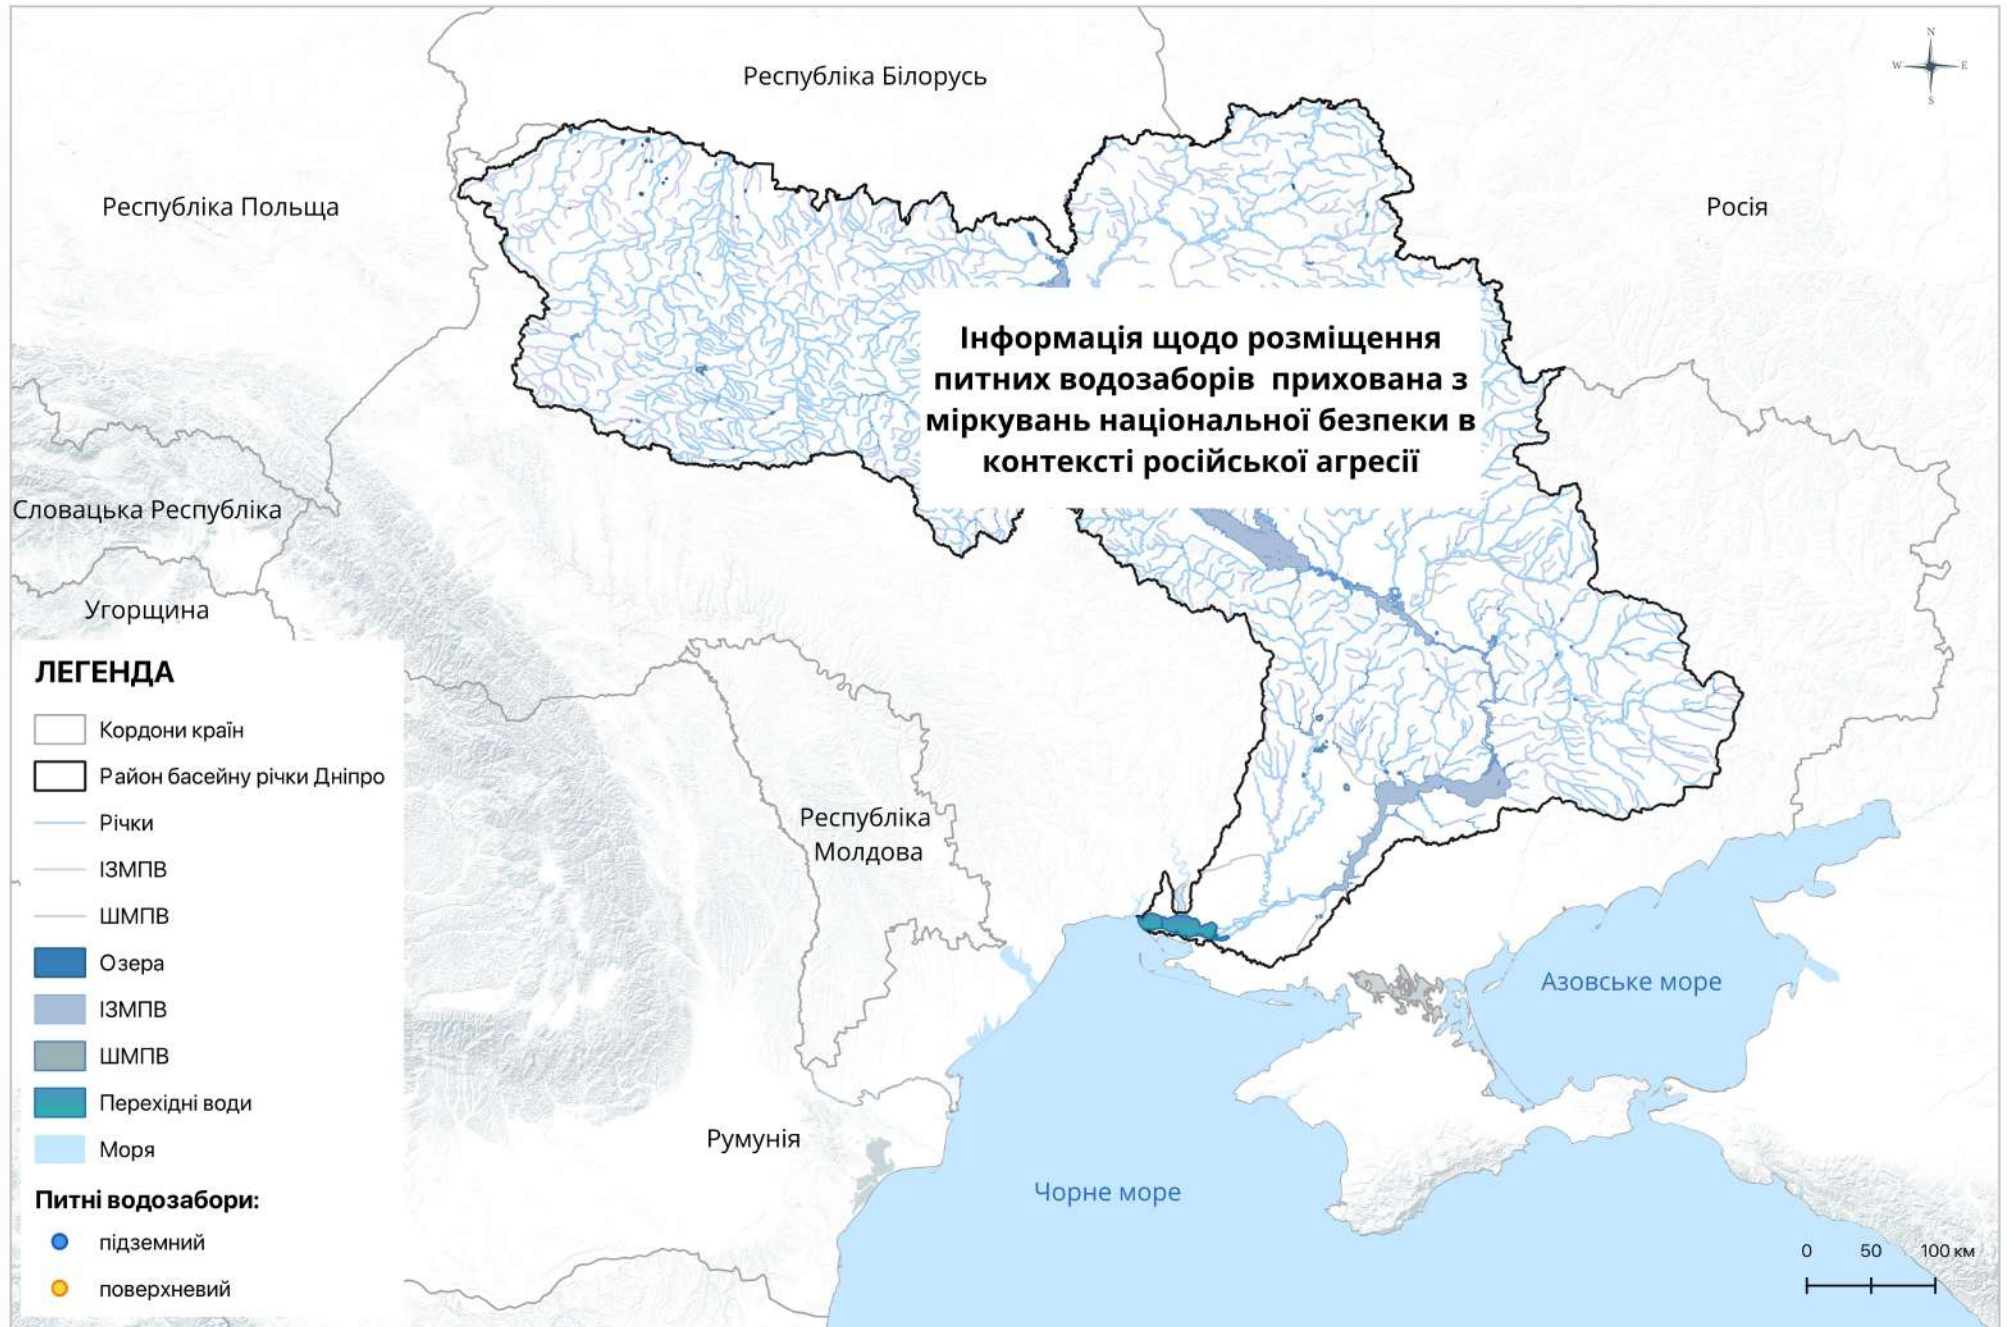 N
W E
S
Республіка Білорусь
Республіка Польща
Росія
Інформація щодо розміщення
питних водозаборів прихована з
міркувань національної безпеки в
контексті російської агресії
Словацька Республіка
Угорщина
Республіка
Молдова
Румунія
Азовське море
Чорне море
ЛЕГЕНДА
Кордони країн
Район басейну річки Дніпро
Річки
ІЗМПВ
ШМПВ
Озера
ІЗМПВ
ШМПВ
Перехідні води
Моря
Питні водозабори:
підземний
поверхневий
0 50 100 км